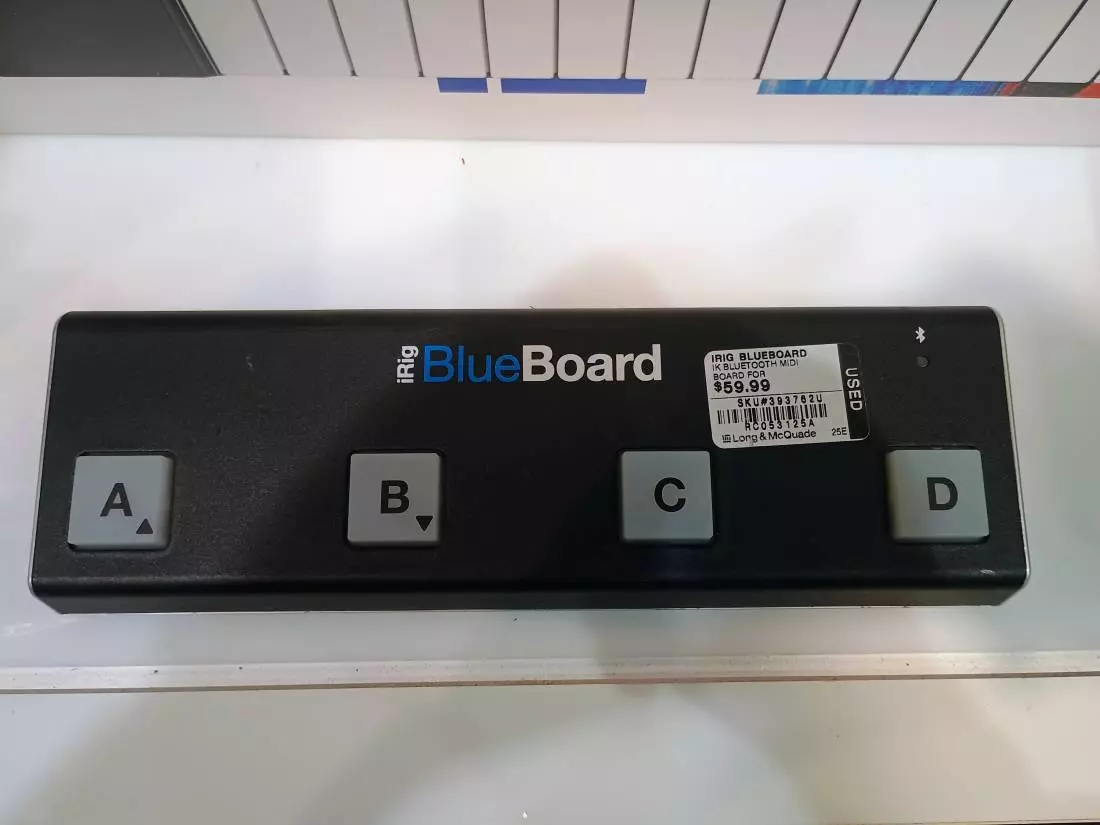 iRig BlueBoard
IRIG BLUEBOARD
IK BLUETOOTH MIDI
BOARD FOR
$59.99
SKU#393762U
RC053125A
Long & McQuade 25E
USED
A
B
C
D